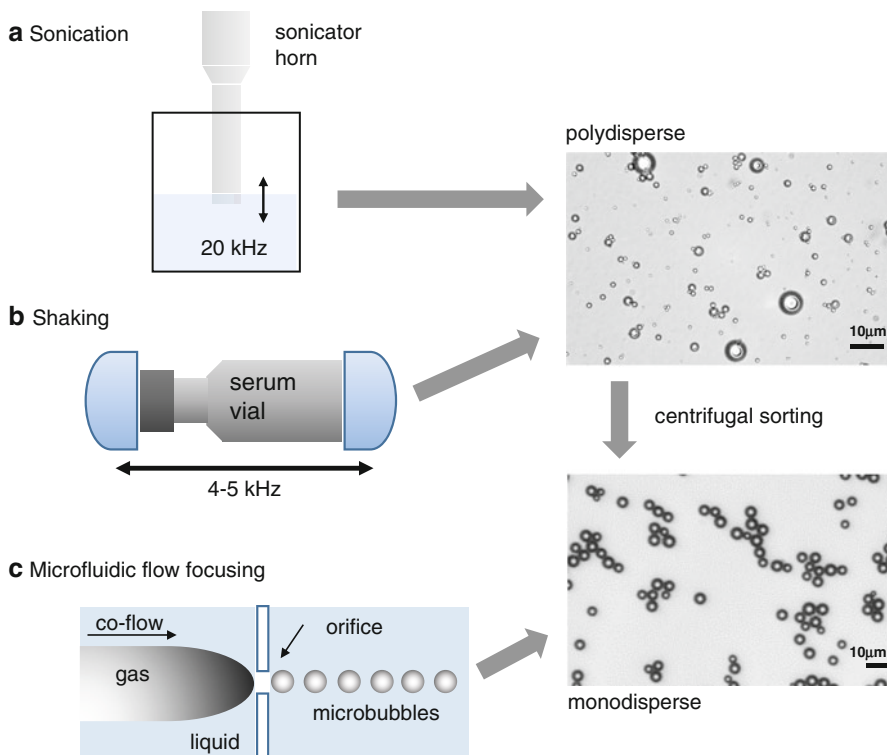 a Sonication
sonicator
horn
20 kHz
polydisperse
10μm
b Shaking
serum
vial
4-5 kHz
centrifugal sorting
10μm
monodisperse
c Microfluidic flow focusing
co-flow
gas
liquid
orifice
microbubbles